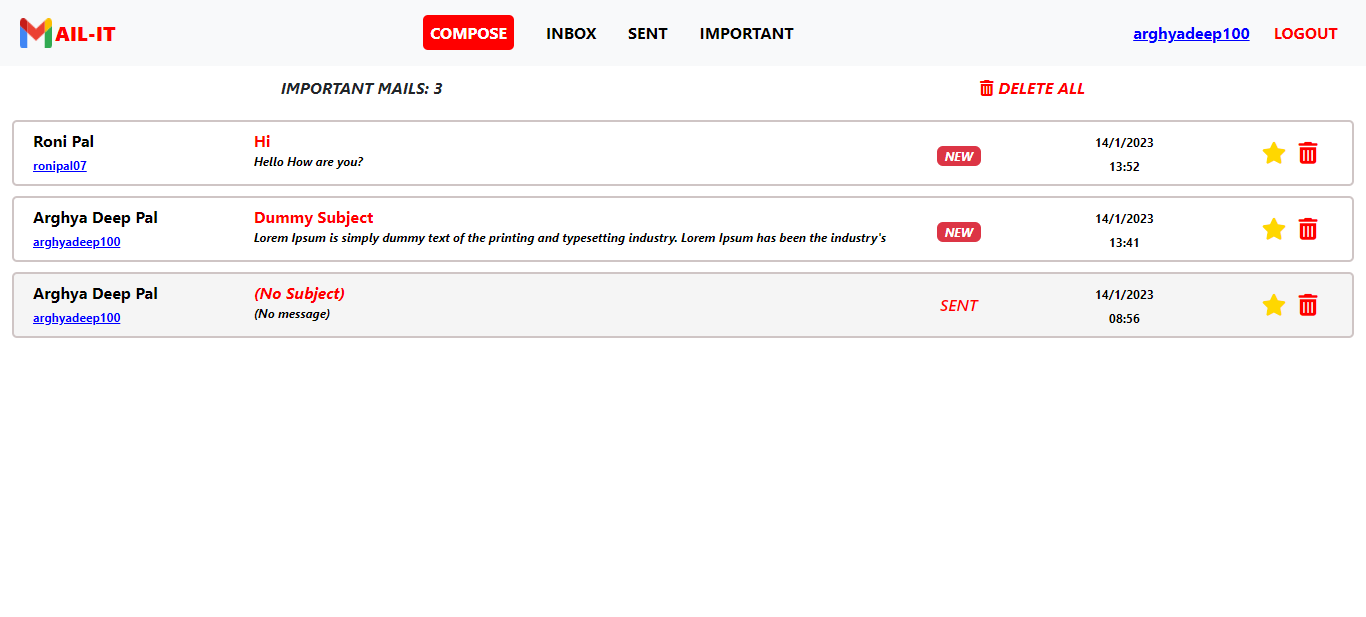 MAIL-IT
COMPOSE INBOX SENT IMPORTANT
arghyadeep100 LOGOUT
IMPORTANT MAILS: 3
DELETE ALL
Roni Pal
ronipal07
Hi
Hello How are you?
NEW
14/1/2023
13:52
Arghya Deep Pal
arghyadeep100
Dummy Subject
Lorem Ipsum is simply dummy text of the printing and typesetting industry. Lorem Ipsum has been the industry's
NEW
14/1/2023
13:41
Arghya Deep Pal
arghyadeep100
(No Subject)
(No message)
SENT
14/1/2023
08:56